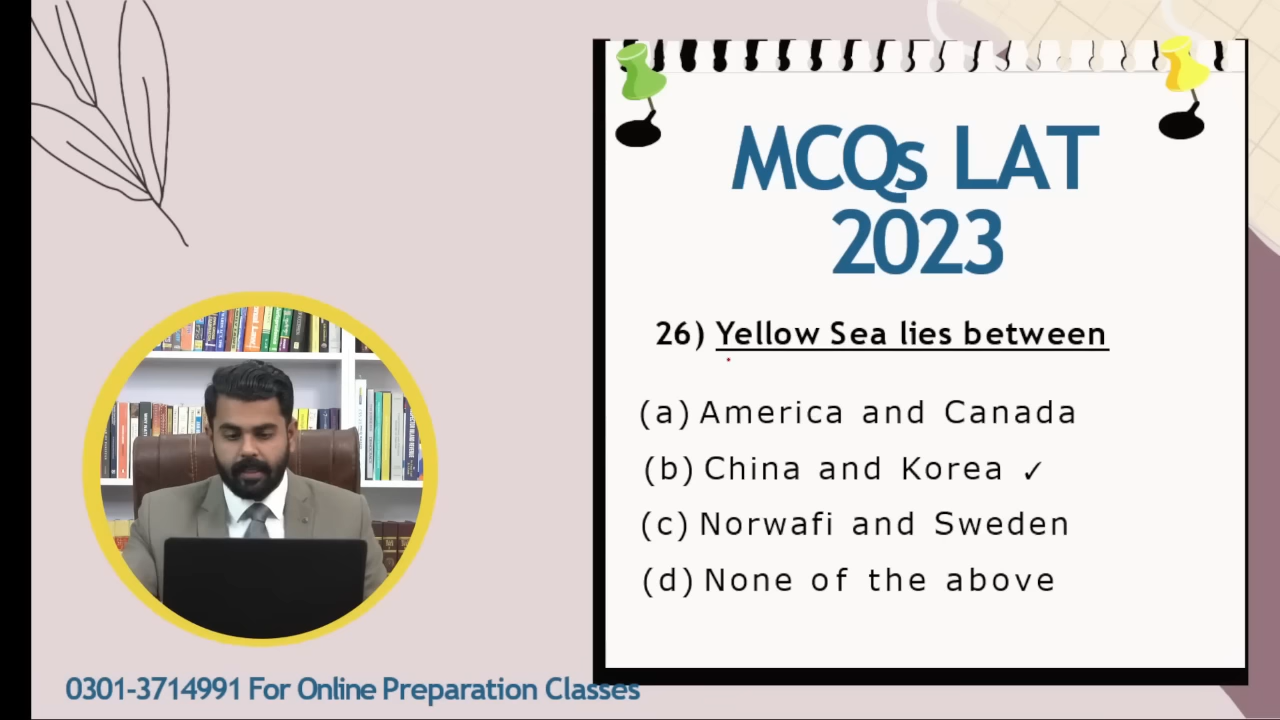 MCQs LAT
2023
26) Yellow Sea lies between
(a) America and Canada
(b) China and Korea ✓
(c) Norwafi and Sweden
(d) None of the above
0301-3714991 For Online Preparation Classes